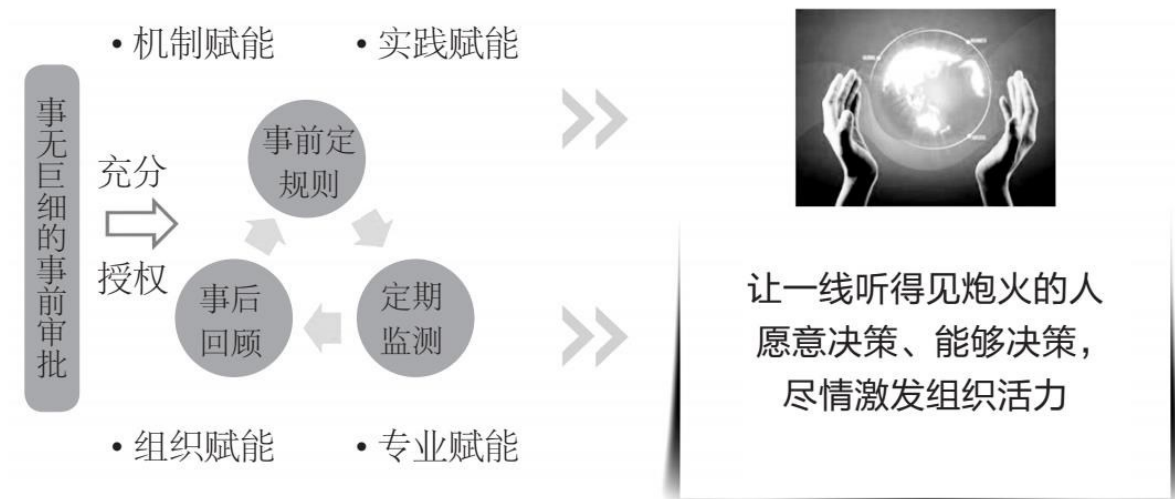 • 机制赋能 • 实践赋能
事无巨细的事前审批
充分
授权
事前定
规则
定期
监测
事后
回顾
• 组织赋能 • 专业赋能
让一线听得见炮火的人
愿意决策、能够决策，
尽情激发组织活力